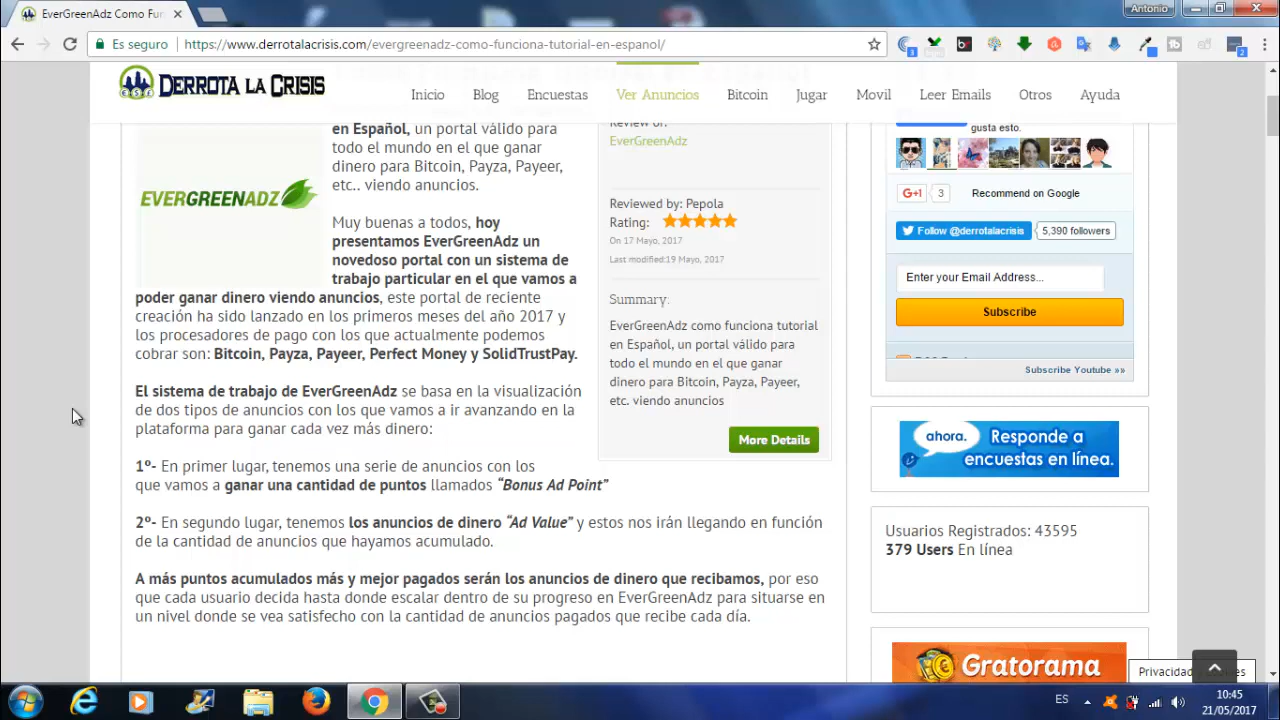 EverGreenAdz Como Fun
Antonio
Es seguro
https://www.derrotalacrisis.com/evergreenadz-como-funciona-tutorial-en-espanol/
DERROTA LA CRISIS
Inicio
Blog
Encuestas
Ver Anuncios
Bitcoin
Jugar
Movil
Leer Emails
Otros
Ayuda
EVERGREENADZ
en Español, un portal válido para
todo el mundo en el que ganar
dinero para Bitcoin, Payza, Payeer,
etc.. viendo anuncios.
Muy buenas a todos, hoy
presentamos EverGreenAdz un
novedoso portal con un sistema de
trabajo particular en el que vamos a
poder ganar dinero viendo anuncios, este portal de reciente
creación ha sido lanzado en los primeros meses del año 2017 y
los procesadores de pago con los que actualmente podemos
cobrar son: Bitcoin, Payza, Payeer, Perfect Money y SolidTrustPay.
El sistema de trabajo de EverGreenAdz se basa en la visualización
de dos tipos de anuncios con los que vamos a ir avanzando en la
plataforma para ganar cada vez más dinero:
1º- En primer lugar, tenemos una serie de anuncios con los
que vamos a ganar una cantidad de puntos llamados “Bonus Ad Point”
2º- En segundo lugar, tenemos los anuncios de dinero “Ad Value” y estos nos irán llegando en función
de la cantidad de anuncios que hayamos acumulado.
A más puntos acumulados más y mejor pagados serán los anuncios de dinero que recibamos, por eso
que cada usuario decida hasta donde escalar dentro de su progreso en EverGreenAdz para situarse en
un nivel donde se vea satisfecho con la cantidad de anuncios pagados que recibe cada día.
Review of:
EverGreenAdz
Reviewed by: Pepola
Rating:
On 17 Mayo, 2017
Last modified:19 Mayo, 2017
Summary:
EverGreenAdz como funciona tutorial
en Español, un portal válido para
todo el mundo en el que ganar
dinero para Bitcoin, Payza, Payeer,
etc. viendo anuncios
More Details
gusta esto.
G+1
3
Recommend on Google
Follow @derrotalacrisis
5,390 followers
Enter your Email Address...
Subscribe
Subscribe Youtube »»
ahora.
Responde a
encuestas en línea.
Usuarios Registrados: 43595
379 Users En línea
Gratorama
Privacidad y Cookies
ES
10:45
21/05/2017